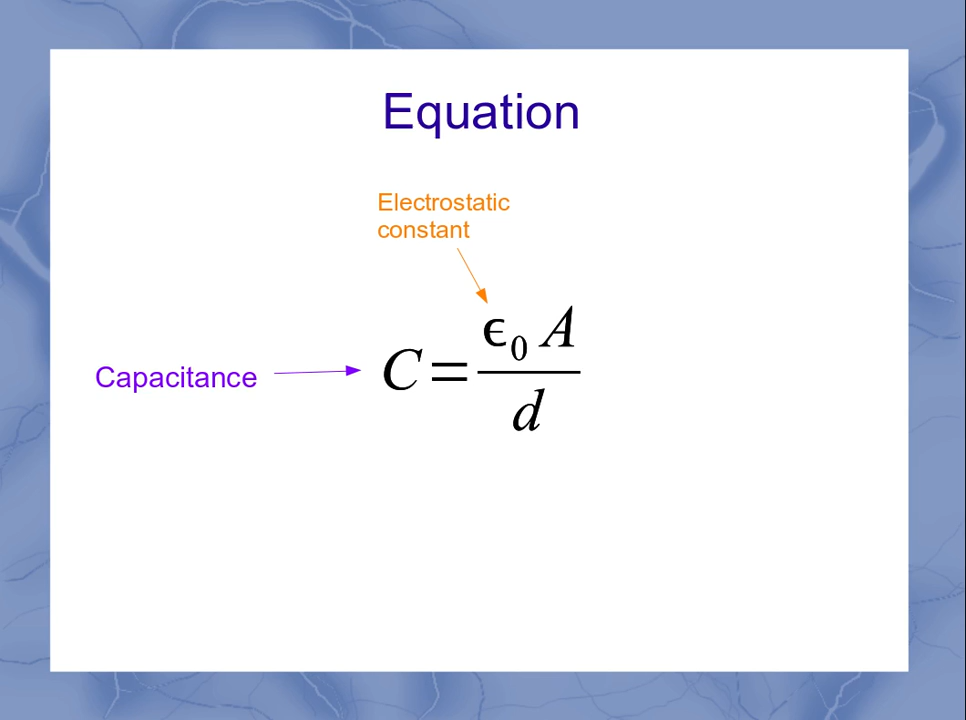 Equation
Electrostatic
constant
Capacitance
C = ϵ₀ A / d